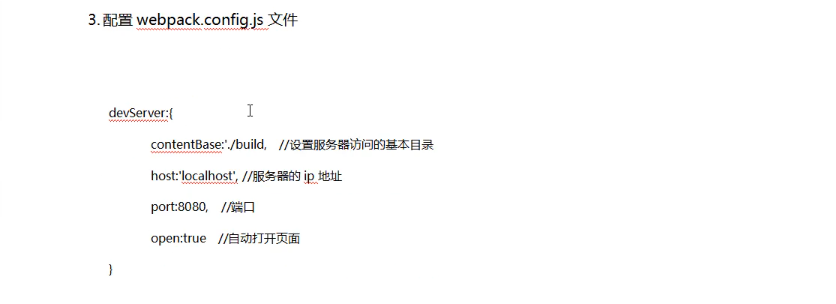 3. 配置 webpack.config.js 文件
devServer:{
contentBase:'./build, //设置服务器访问的基本目录
host:'localhost', //服务器的 ip 地址
port:8080, //端口
open:true //自动打开页面
}